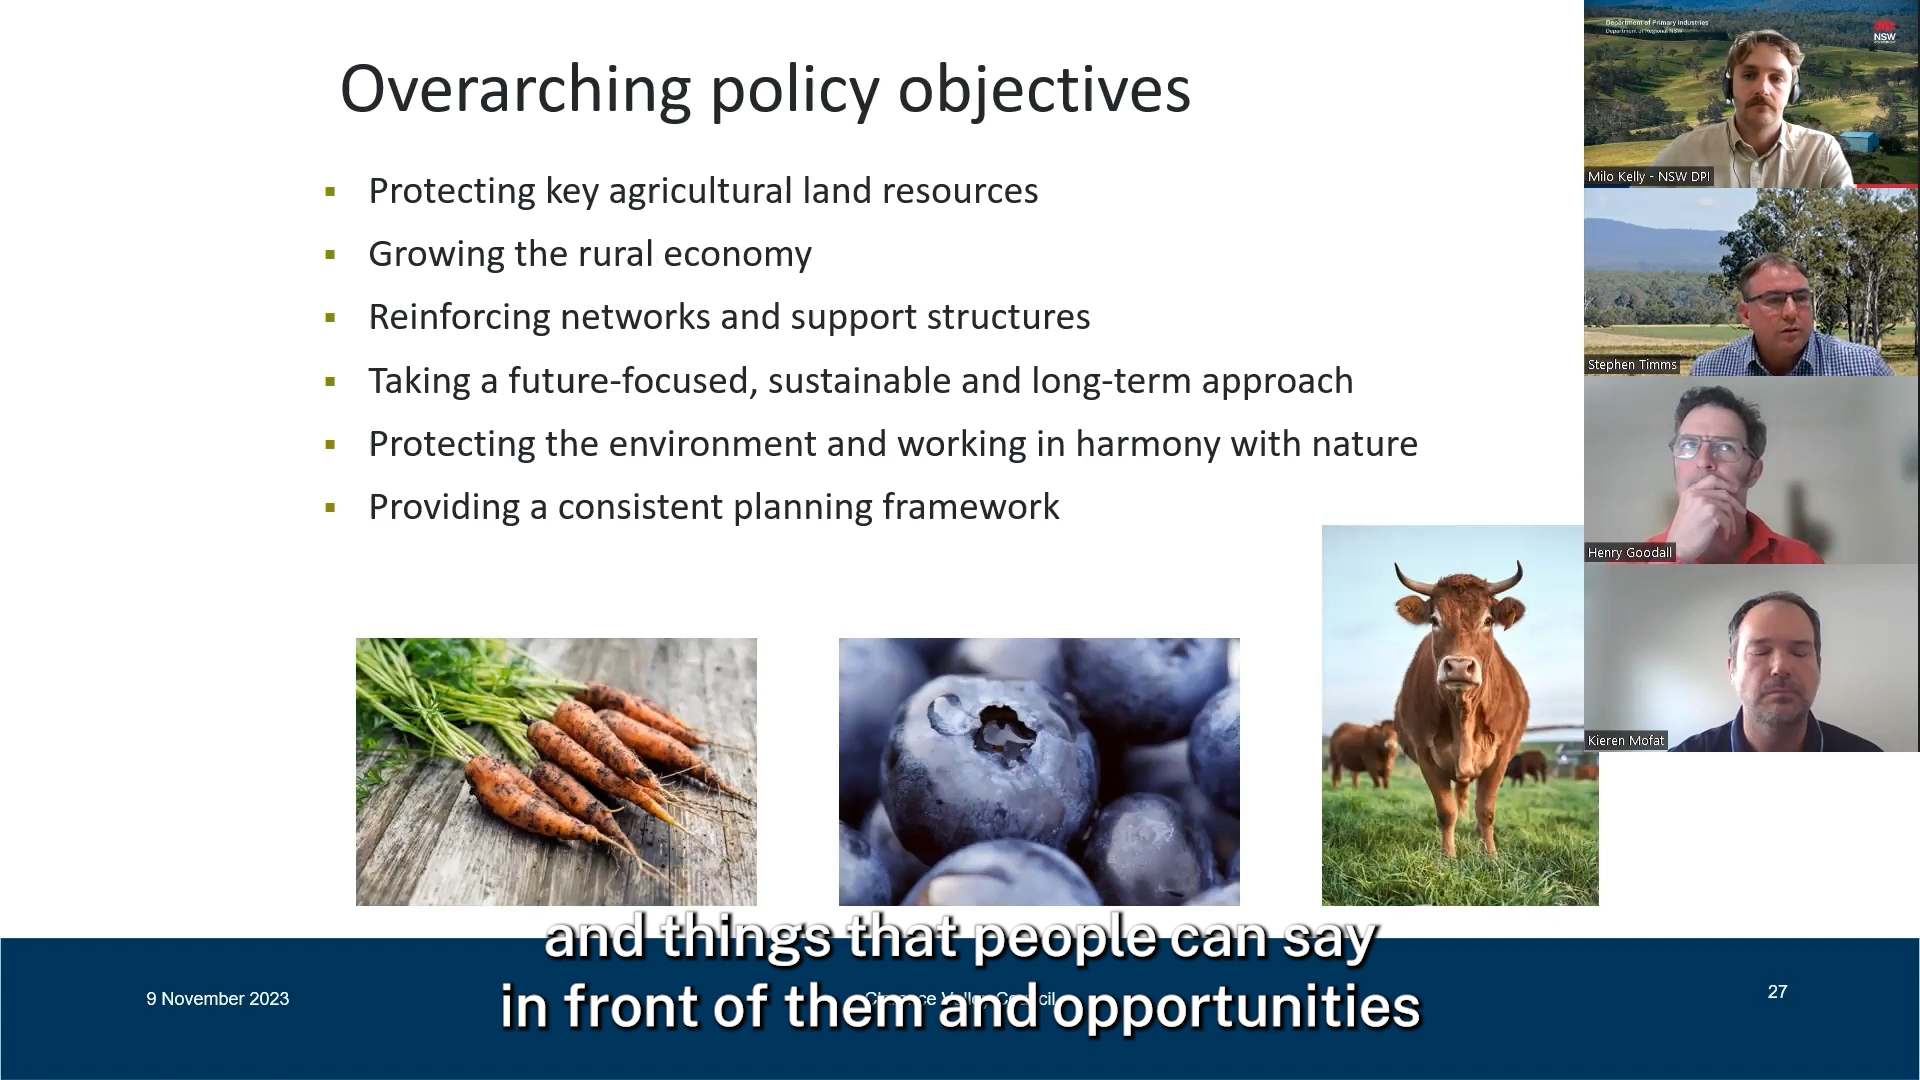 Overarching policy objectives
Protecting key agricultural land resources
Growing the rural economy
Reinforcing networks and support structures
Taking a future-focused, sustainable and long-term approach
Protecting the environment and working in harmony with nature
Providing a consistent planning framework
Department of Primary Industries
Department of Regional NSW
NSW
Milo Kelly - NSW DPI
Stephen Timms
Henry Goodall
Kieren Mofat
and things that people can say
in front of them and opportunities
9 November 2023
Clarence Valley Council
27